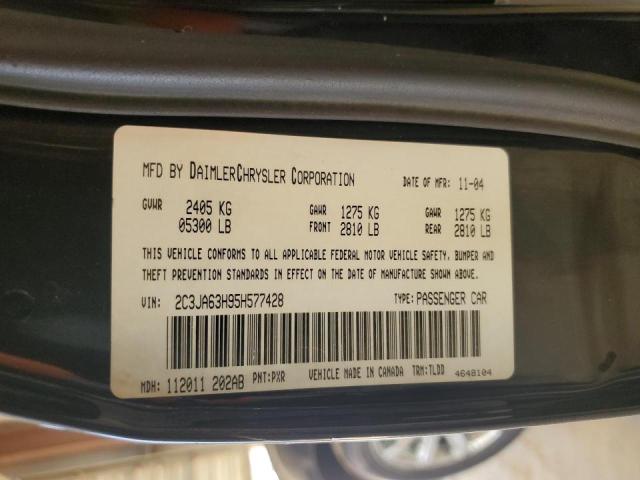 MFD BY DAIMLERCHRYSLER CORPORATION DATE OF MFR: 11-04
GVWR 2405 KG GAWR 1275 KG GAWR 1275 KG
05300 LB FRONT 2810 LB REAR 2810 LB
THIS VEHICLE CONFORMS TO ALL APPLICABLE FEDERAL MOTOR VEHICLE SAFETY, BUMPER AND
THEFT PREVENTION STANDARDS IN EFFECT ON THE DATE OF MANUFACTURE SHOWN ABOVE.
VIN: 2C3JA63H95H577428 TYPE: PASSENGER CAR
MDH: 112011 202AB PNT: PXR VEHICLE MADE IN CANADA TRM: TLDD
4648104